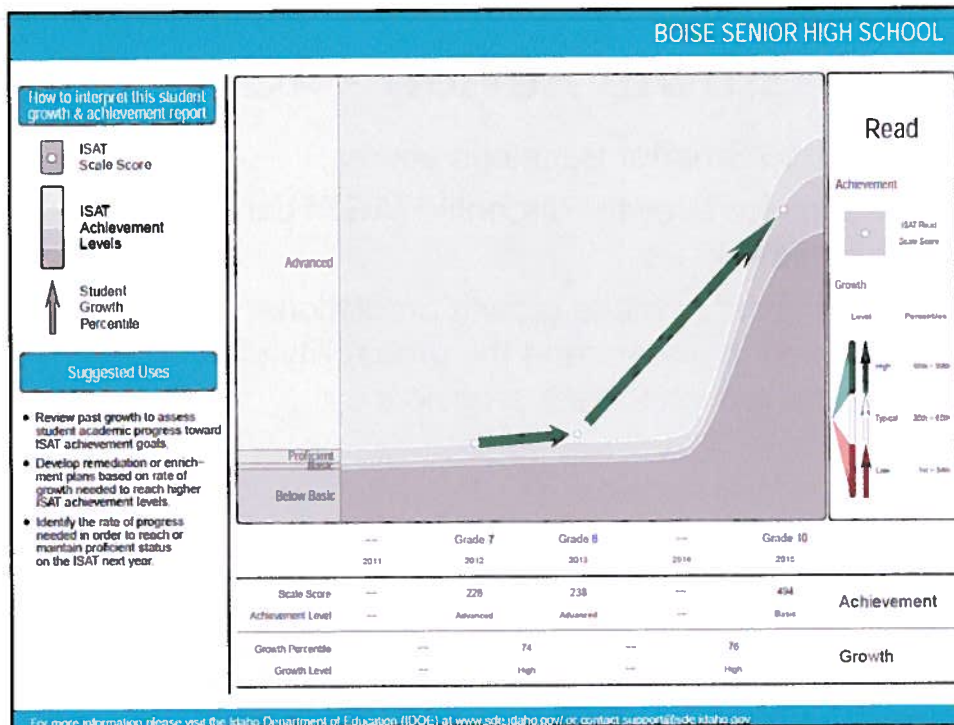 BOISE SENIOR HIGH SCHOOL
How to interpret this student
growth & achievement report
ISAT
Scale Score
ISAT
Achievement
Levels
Student
Growth
Percentile
Suggested Uses
Review past growth to assess
student academic progress toward
ISAT achievement goals.
Develop remediation or enrich-
ment plans based on rate of
growth needed to reach higher
ISAT achievement levels.
Identify the rate of progress
needed in order to reach or
maintain proficient status
on the ISAT next year.
Advanced
Proficient
Basic
Below Basic
Read
Achievement
ISAT Read
Scale Score
Growth
Level Percentiles
High
Typical
Low
--- Grade 7 Grade 8 --- Grade 10
2011 2012 2013 2014 2015
Scale Score --- 226 238 --- 494
Achievement Level --- Advanced Advanced --- Basic
Achievement
Growth Percentile --- 74 --- 76
Growth Level --- High --- High
Growth
For more information please visit the Idaho Department of Education (IDOE) at www.sde.idaho.gov/ or contact support@sde.idaho.gov